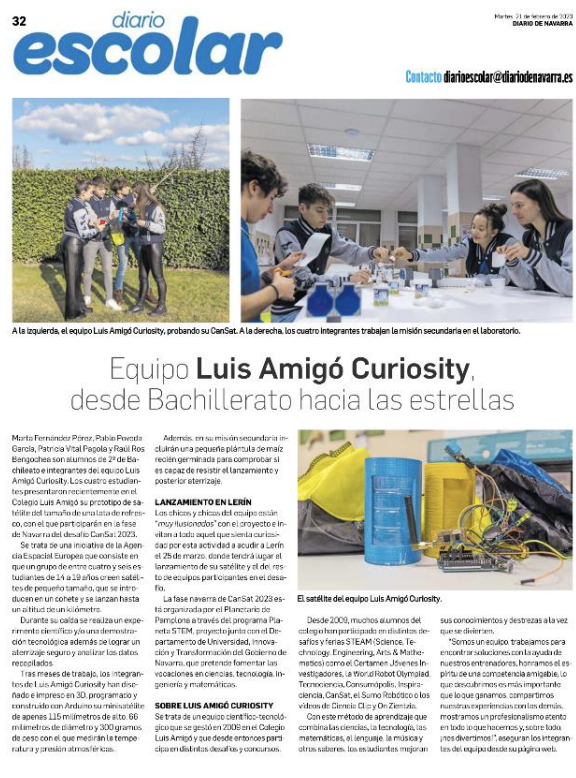 32
diario
escolar
Martes, 21 de febrero de 2023
DIARIO DE NAVARRA
Contacto diarioescolar@diariodenavarra.es
A la izquierda, el equipo Luis Amigó Curiosity, probando su CanSat. A la derecha, los cuatro integrantes trabajan la misión secundaria en el laboratorio.
Equipo Luis Amigó Curiosity,
desde Bachillerato hacia las estrellas
Marta Fernández Pérez, Pablo Poveda
García, Patricia Vital Pagola y Raúl Ros
Bengochea son alumnos de 2º de Ba-
chilleato e integrantes del equipo Luis
Amigó Curiosity. Los cuatro estudian-
tes presentaron recientemente en el
Colegio Luis Amigó su prototipo de sa-
télite del tamaño de una lata de refres-
co, con el que participarán en la fase
de Navarra del desafío CanSat 2023.
Se trata de una iniciativa de la Agen-
cia Espacial Europea que consiste en
que un grupo de entre cuatro y seis es-
tudiantes de 14 a 19 años creen satéli-
tes de pequeño tamaño, que se intro-
ducen en un cohete y se lanzan hasta
un altitud de un kilómetro.
Durante su caída se realiza un expe-
rimento científico y/o una demostra-
ción tecnológica además de lograr un
aterrizaje seguro y analizar los datos
recopilados.
Tras meses de trabajo, los integran-
tes de Luis Amigó Curiosity han dise-
ñado e impreso en 3D, programado y
construido con Arduino su minisatélite
de apenas 115 milímetros de alto, 66
milímetros de diámetro y 300 gramos
de peso con el que medirán la tempe-
ratura y presión atmosféricas.
Además, en su misión secundaria in-
cluirán una pequeña plántula de maíz
recién germinada para comprobar si
es capaz de resistir el lanzamiento y
posterior aterrizaje.
LANZAMIENTO EN LERÍN
Los chicos y chicas del equipo están
"muy ilusionados" con el proyecto e in-
vitan a todo aquel que sienta curiosi-
dad por esta actividad a acudir a Lerín
el 25 de marzo, donde tendrá lugar el
lanzamiento de su satélite y al del res-
to de equipos participantes en el desa-
fío.
La fase navarra de CanSat 2023 es-
tá organizada por el Planetario de
Pamplona a través del programa Pla-
neta STEM, proyecto junto con el De-
partamento de Universidad, Innova-
ción y Transformación del Gobierno de
Navarra, que pretende fomentar las
vocaciones en ciencias, tecnología, in-
geniería y matemáticas.
SOBRE LUIS AMIGÓ CURIOSITY
Se trata de un equipo científico-tecnoló-
gico que se gestó en 2009 en el Colegio
Luis Amigó y que desde entonces parti-
cipa en distintos desafíos y concursos.
El satélite del equipo Luis Amigó Curiosity.
Desde 2009, muchos alumnos del
colegio han participado en distintos de-
safíos y ferias STEAM (Science, Te-
chnology, Engineering, Arts & Mathe-
matics) como el Certamen Jóvenes In-
vestigadores, la World Robot Olympiad,
Tecnociencia, Consumópolis, Inspira-
ciencia, CanSat, el Sumo Robótico o los
vídeos de Ciencia Clip y On Zientzia.
Con este método de aprendizaje que
combina las ciencias, la tecnología, las
matemáticas, el lenguaje, la música y
otros saberes, los estudiantes mejoran
sus conocimientos y destrezas a la vez
que se divierten.
"Somos un equipo, trabajamos para
encontrar soluciones con la ayuda de
nuestros entrenadores, honramos el es-
píritu de una competencia amigable, lo
que descubrimos es más importante
que lo que ganamos, compartimos
nuestras experiencias con los demás,
mostramos un profesionalismo atento
en todo lo que hacemos y, sobre todo,
¡nos divertimos!", aseguran los integran-
tes del equipo desde su página web.